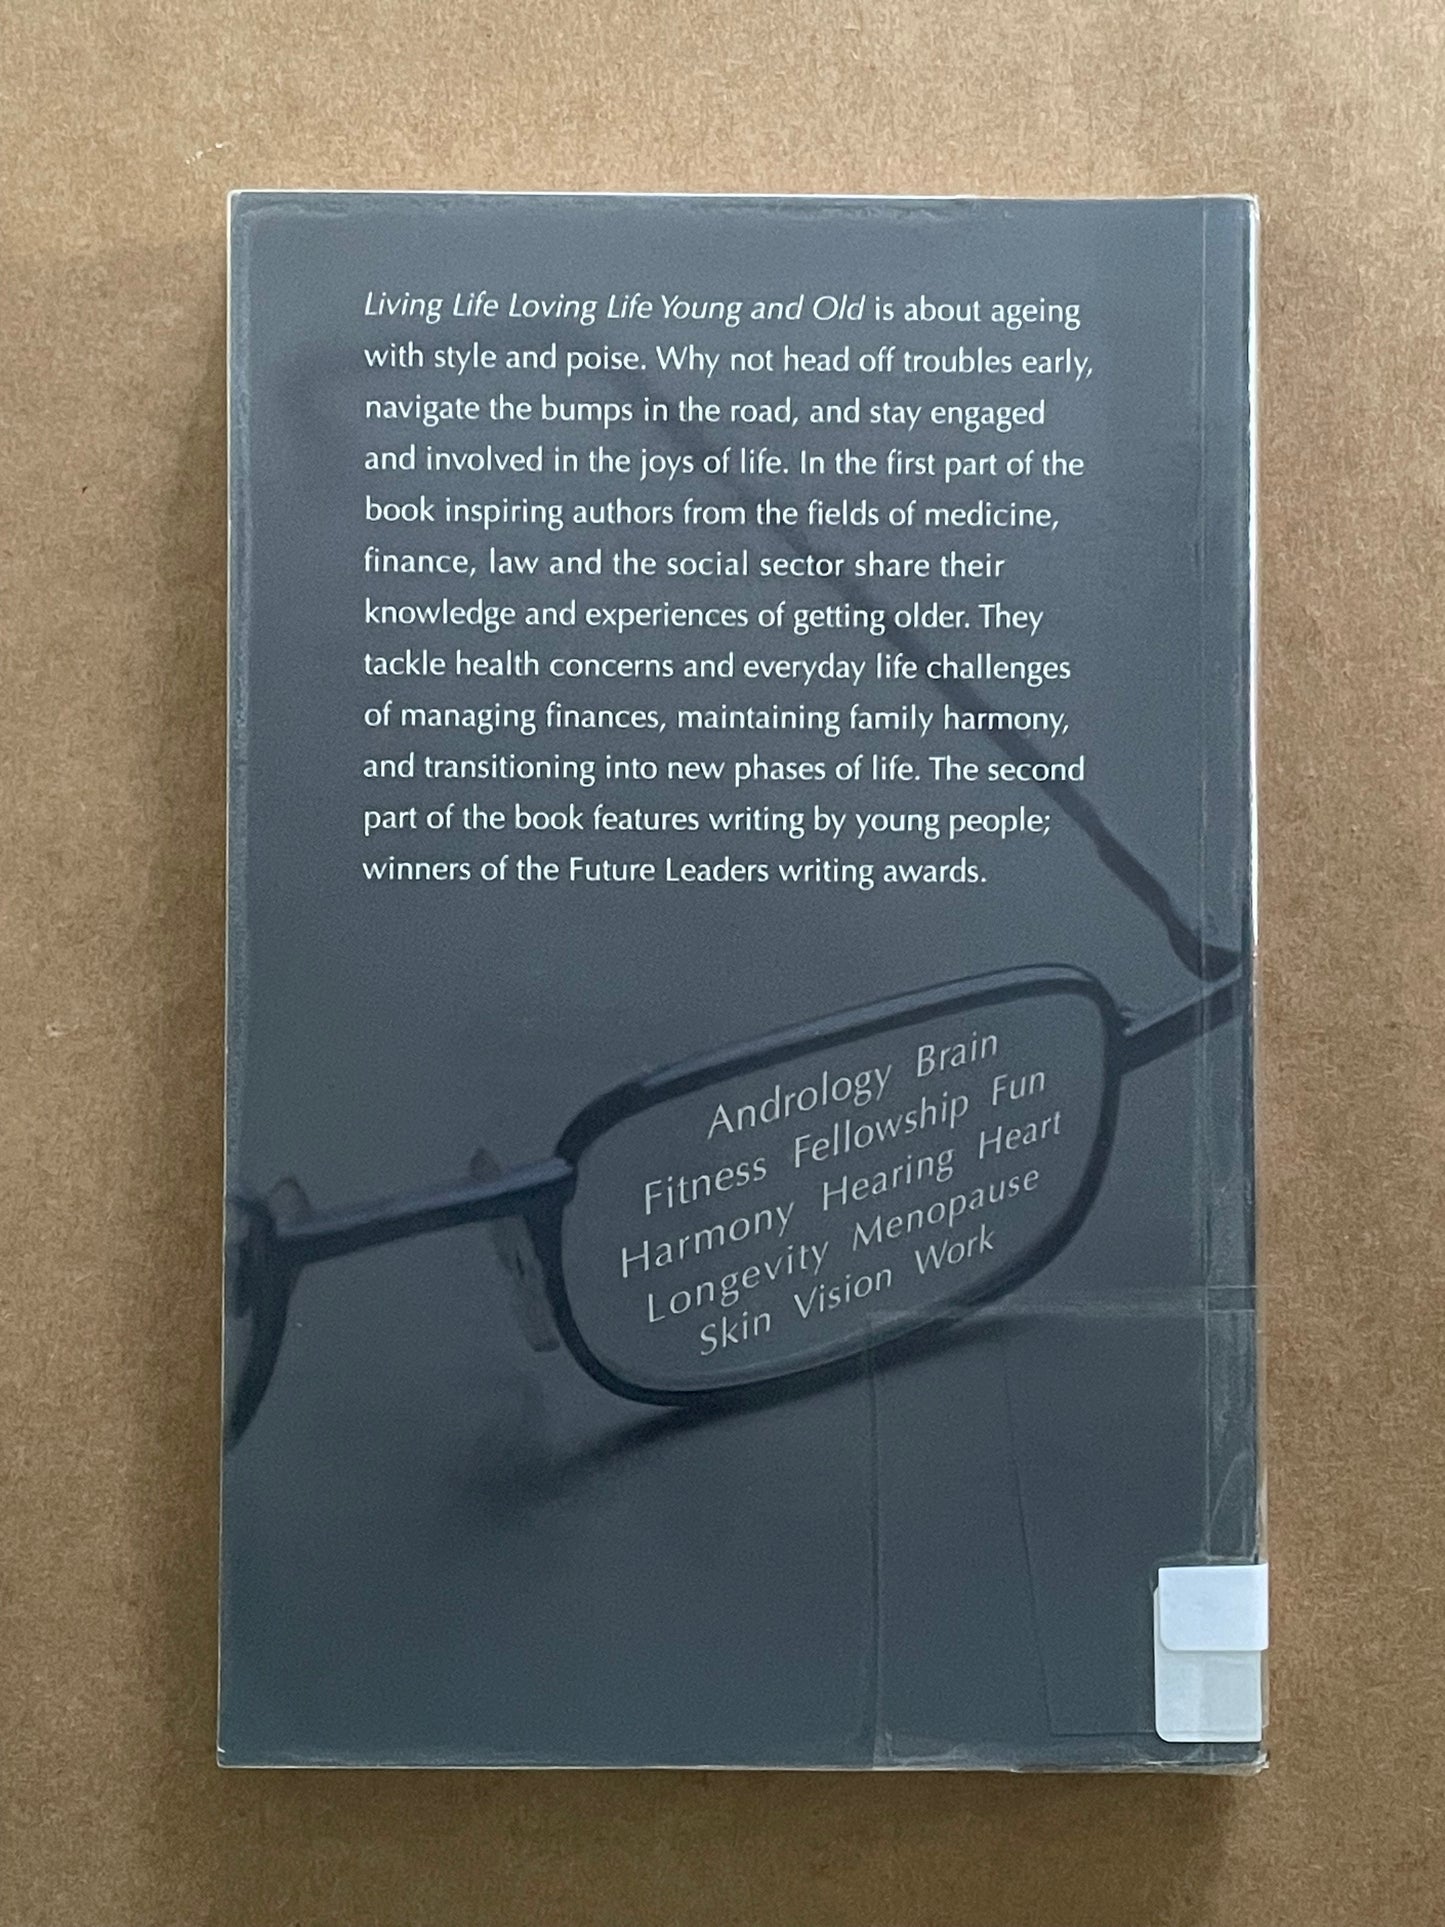 Living Life Loving Life Young and Old is about ageing
with style and poise. Why not head off troubles early,
navigate the bumps in the road, and stay engaged
and involved in the joys of life. In the first part of the
book inspiring authors from the fields of medicine,
finance, law and the social sector share their
knowledge and experiences of getting older. They
tackle health concerns and everyday life challenges
of managing finances, maintaining family harmony,
and transitioning into new phases of life. The second
part of the book features writing by young people;
winners of the Future Leaders writing awards.
Andrology Brain
Fitness Fellowship Fun
Harmony Hearing Heart
Longevity Menopause
Skin Vision Work